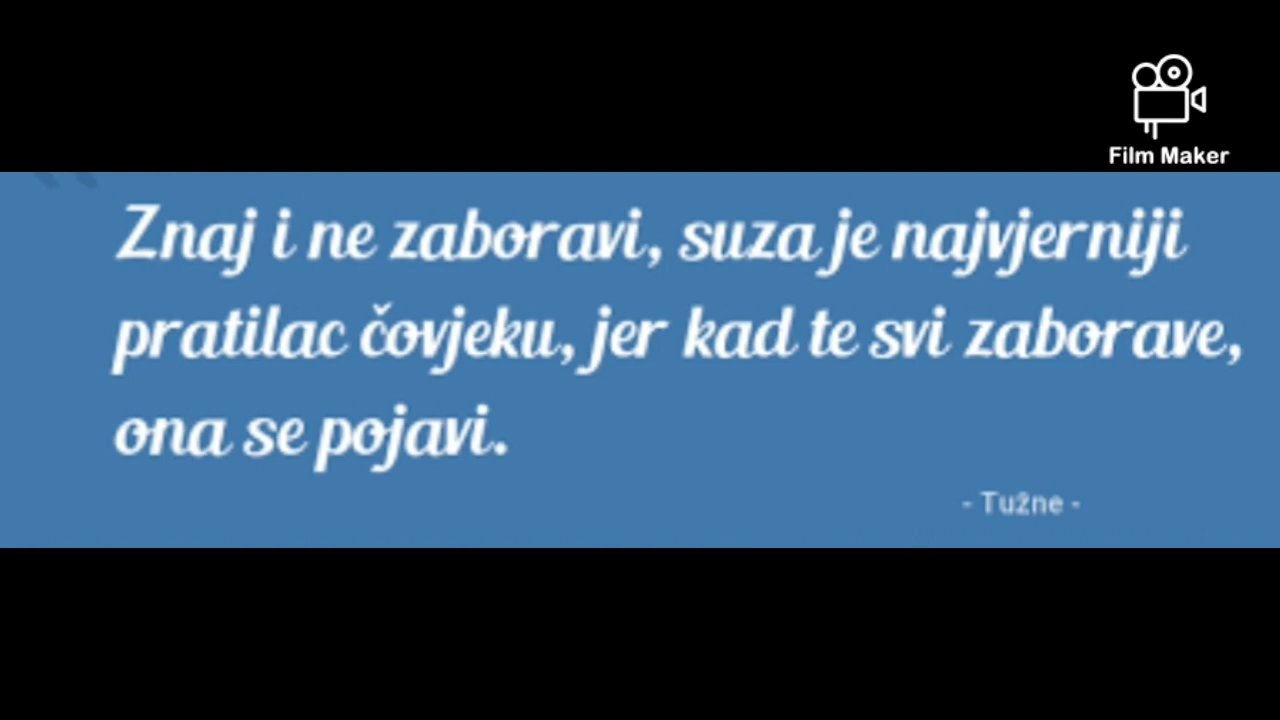 Film Maker
Znaj i ne zaboravi, suza je najvjerniji
pratilac čovjeku, jer kad te svi zaborave,
ona se pojavi.
- Tužne -